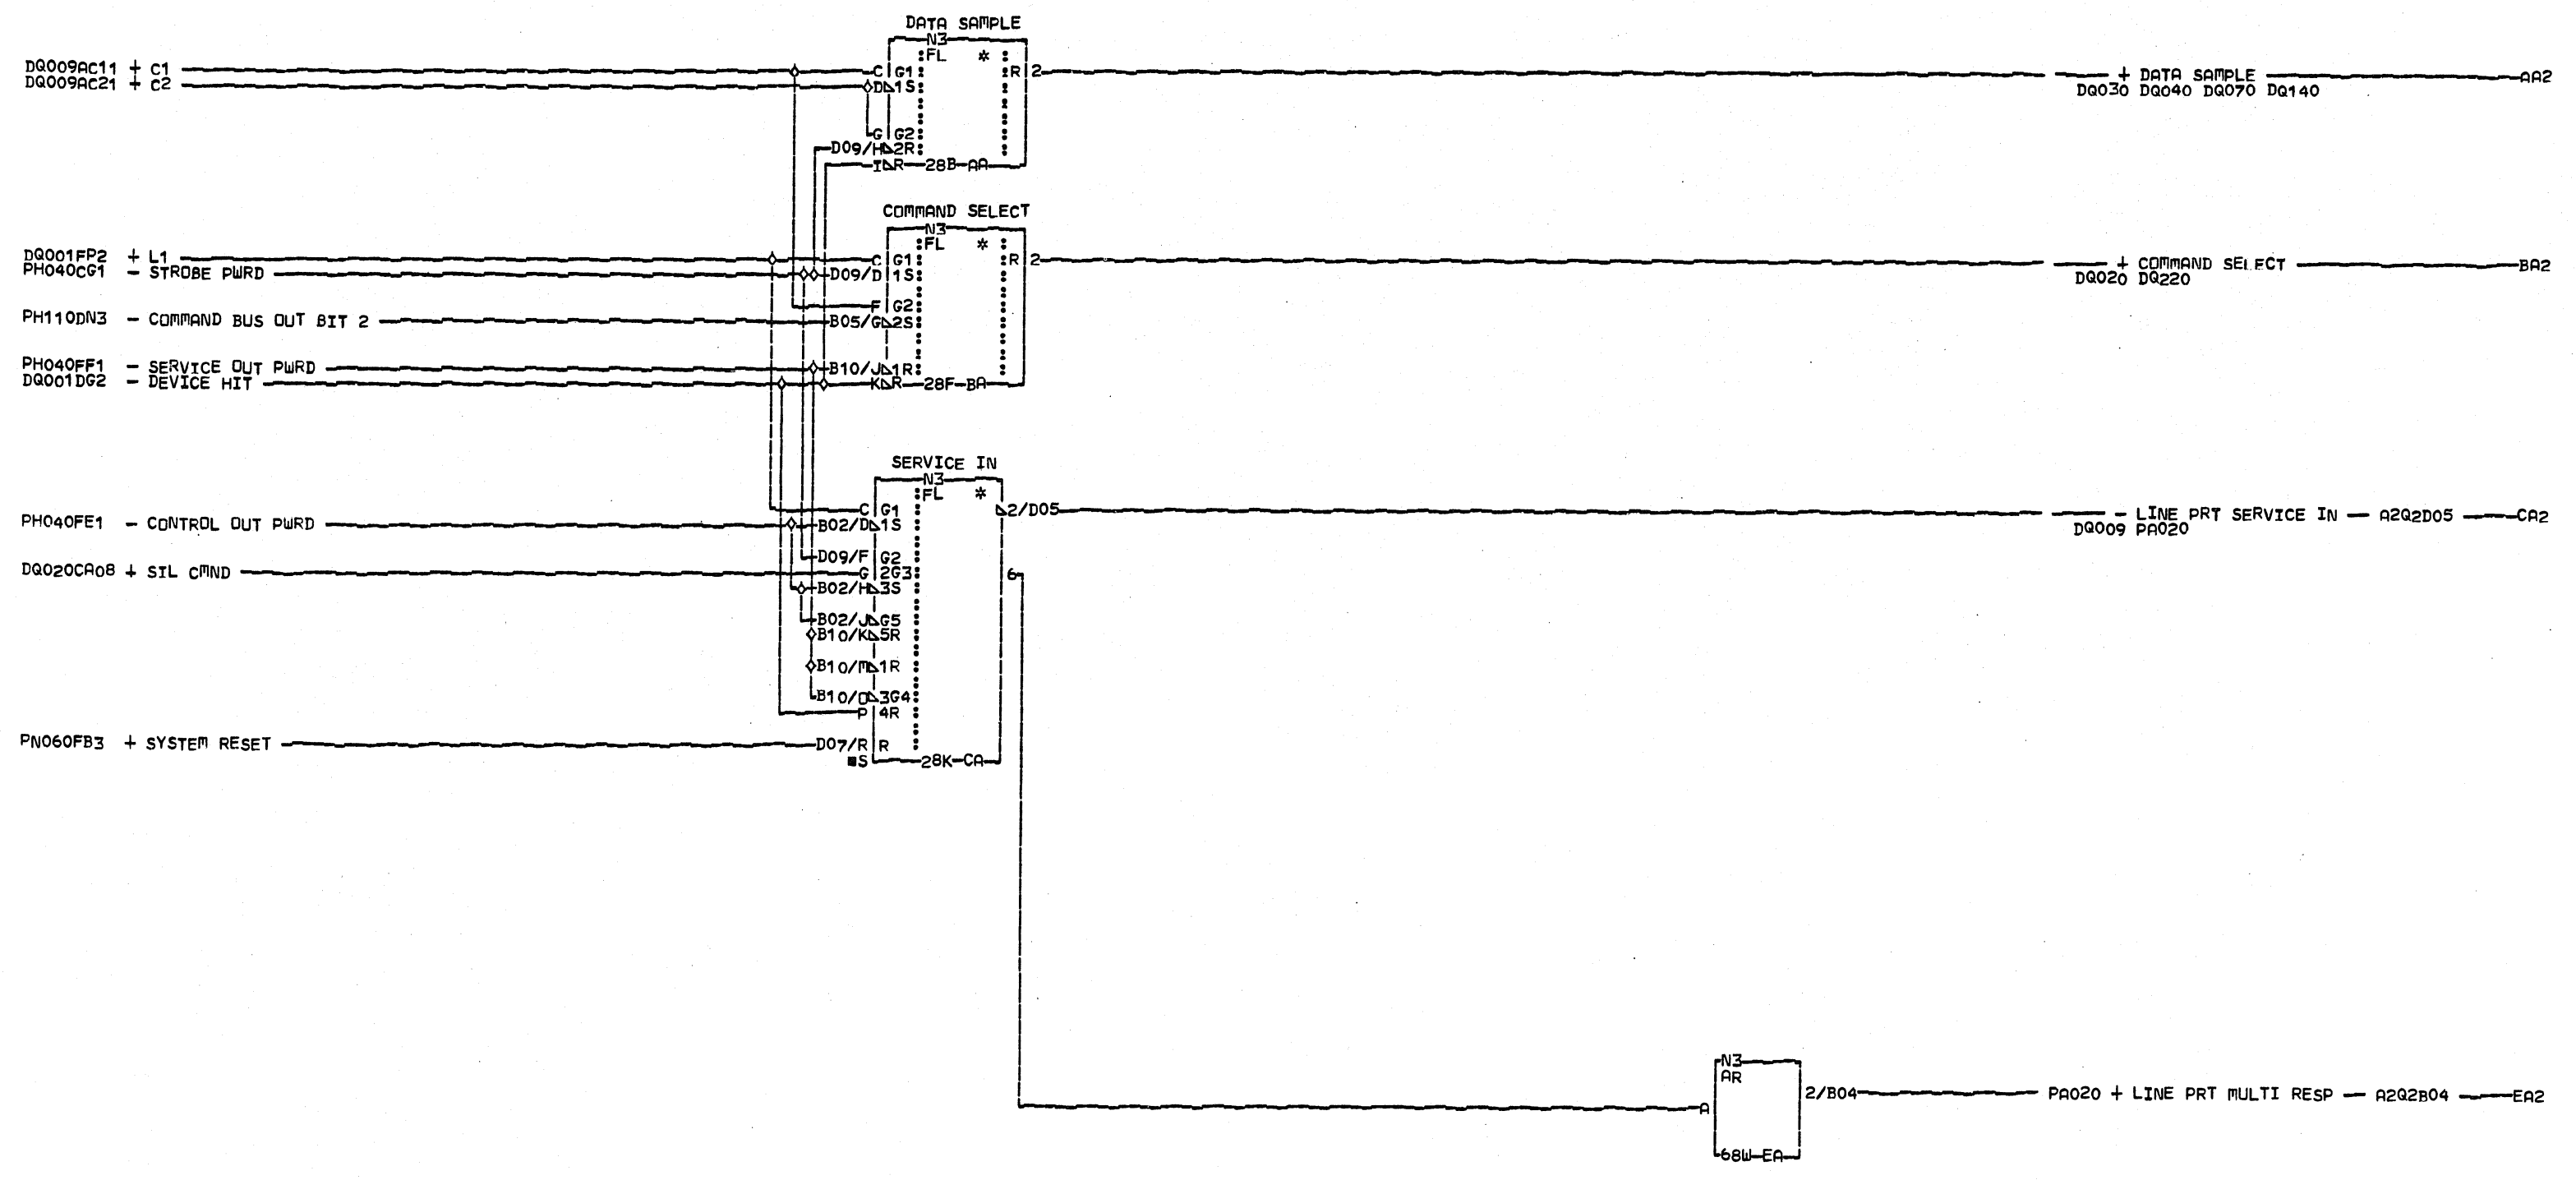 DATA SAMPLE
N3
FL *
DQ009AC11 + C1 C G1 R 2 + DATA SAMPLE AA2
DQ009AC21 + C2 D 1S DQ030 DQ040 DQ070 DQ140
G G2
D09/H 2R
I R 28B-AA
COMMAND SELECT
N3
FL *
DQ001FP2 + L1 C G1 R 2 + COMMAND SELECT BA2
PH040CG1 - STROBE PWRD D09/D 1S DQ020 DQ220
F G2
PH110DN3 - COMMAND BUS OUT BIT 2 B05/G 2S
PH040FF1 - SERVICE OUT PWRD B10/J 1R
DQ001DG2 - DEVICE HIT K R 28F-BA
SERVICE IN
N3
FL *
C G1 2/D05 - LINE PRT SERVICE IN - A2Q2D05 CA2
PH040FE1 - CONTROL OUT PWRD B02/D 1S DQ009 PA020
D09/F G2
DQ020CA08 + SIL CMND G 2G3 6
B02/H 3S
B02/J G5
B10/K 5R
B10/M 1R
B10/O 3G4
P 4R
PN060FB3 + SYSTEM RESET D07/R R
S 28K-CA
N3
AR
2/B04 PA020 + LINE PRT MULTI RESP - A2Q2B04 EA2
A
68W-EA